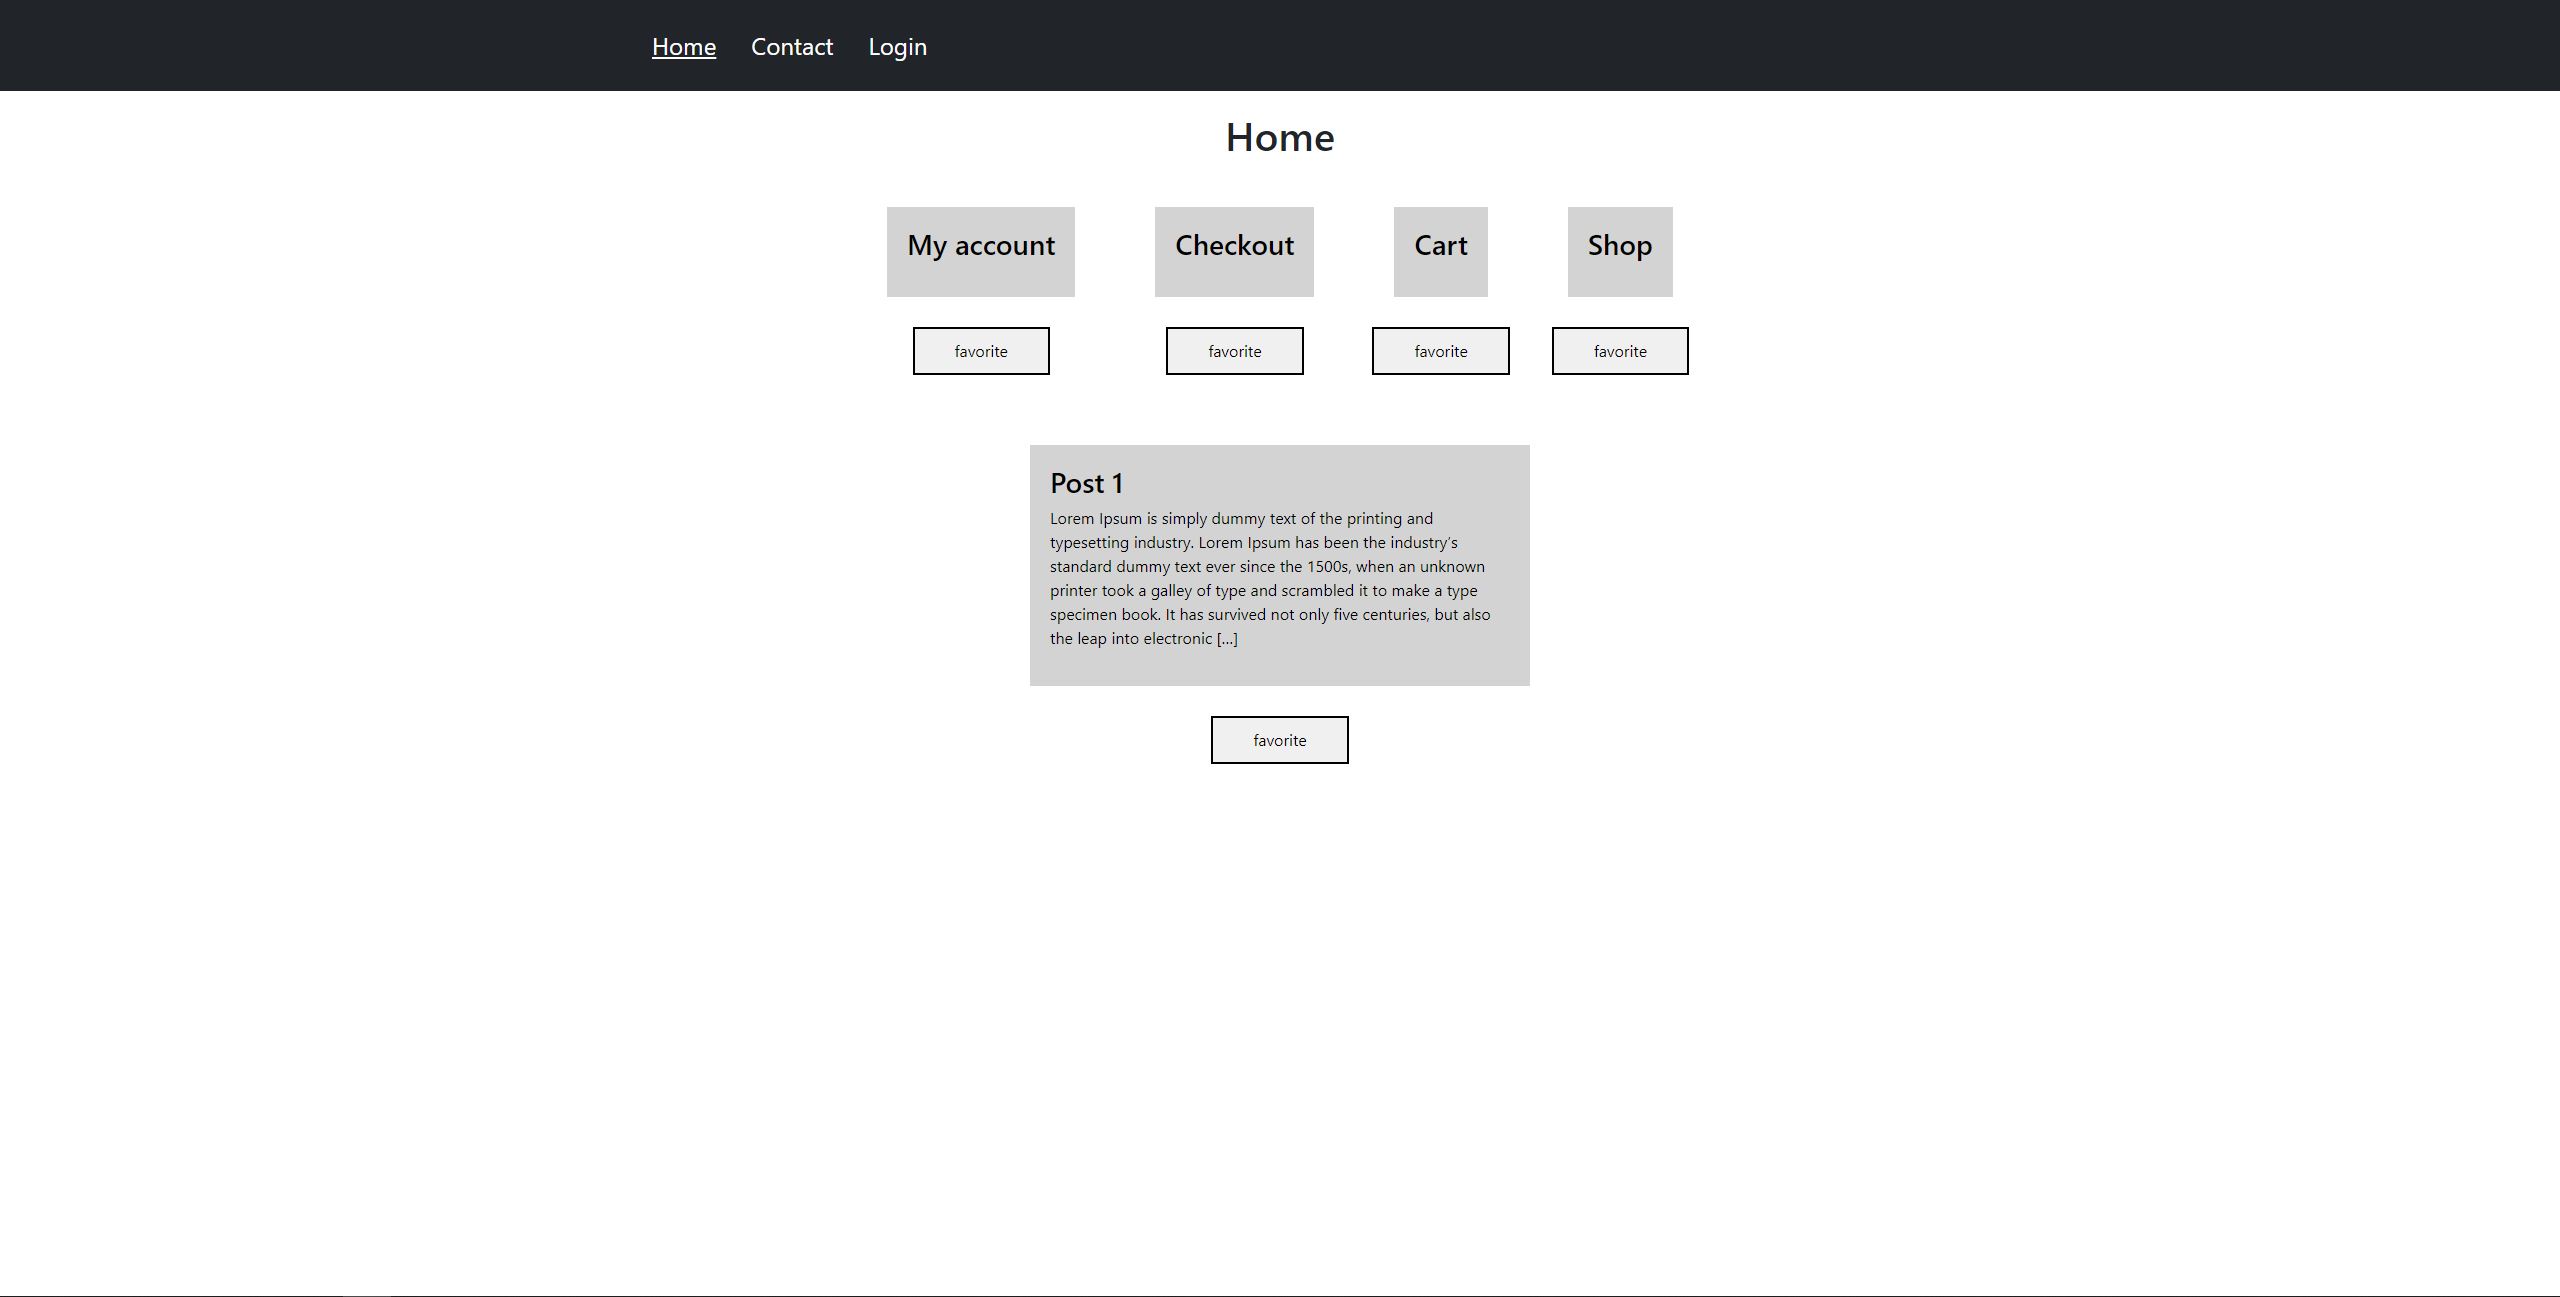 Home Contact Login
Home
My account Checkout Cart Shop
favorite favorite favorite favorite
Post 1
Lorem Ipsum is simply dummy text of the printing and
typesetting industry. Lorem Ipsum has been the industry’s
standard dummy text ever since the 1500s, when an unknown
printer took a galley of type and scrambled it to make a type
specimen book. It has survived not only five centuries, but also
the leap into electronic […]
favorite